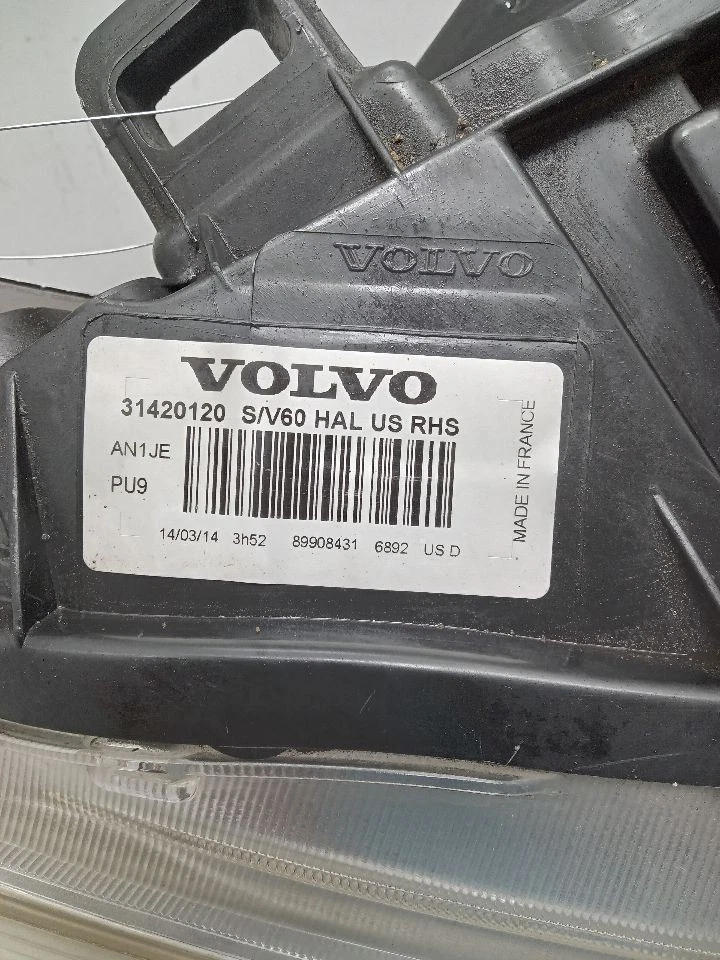 VOLVO
VOLVO
31420120 S/V60 HAL US RHS
AN1JE
PU9
14/03/14 3h52 89908431 6892 US D
MADE IN FRANCE